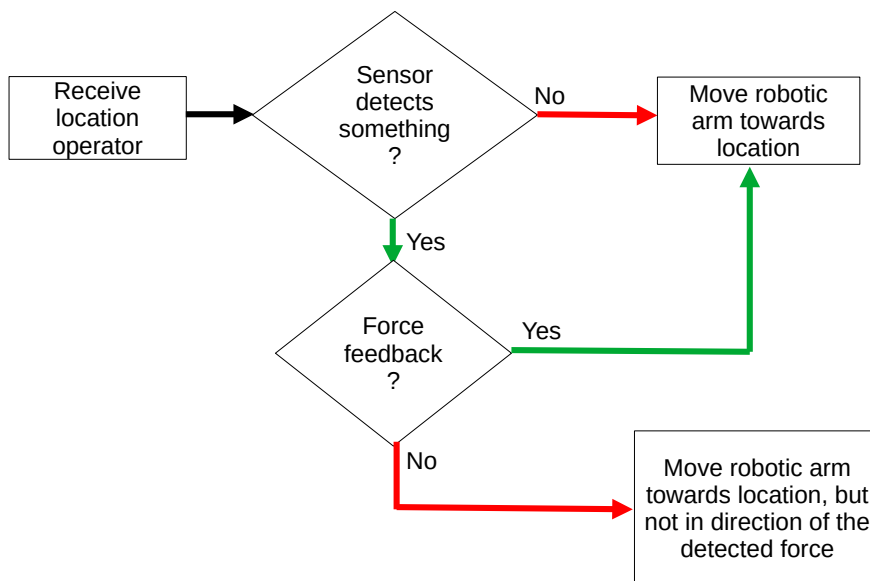 Receive
location
operator
Sensor
detects
something
?
No
Move robotic
arm towards
location
Yes
Force
feedback
?
Yes
No
Move robotic arm
towards location, but
not in direction of the
detected force